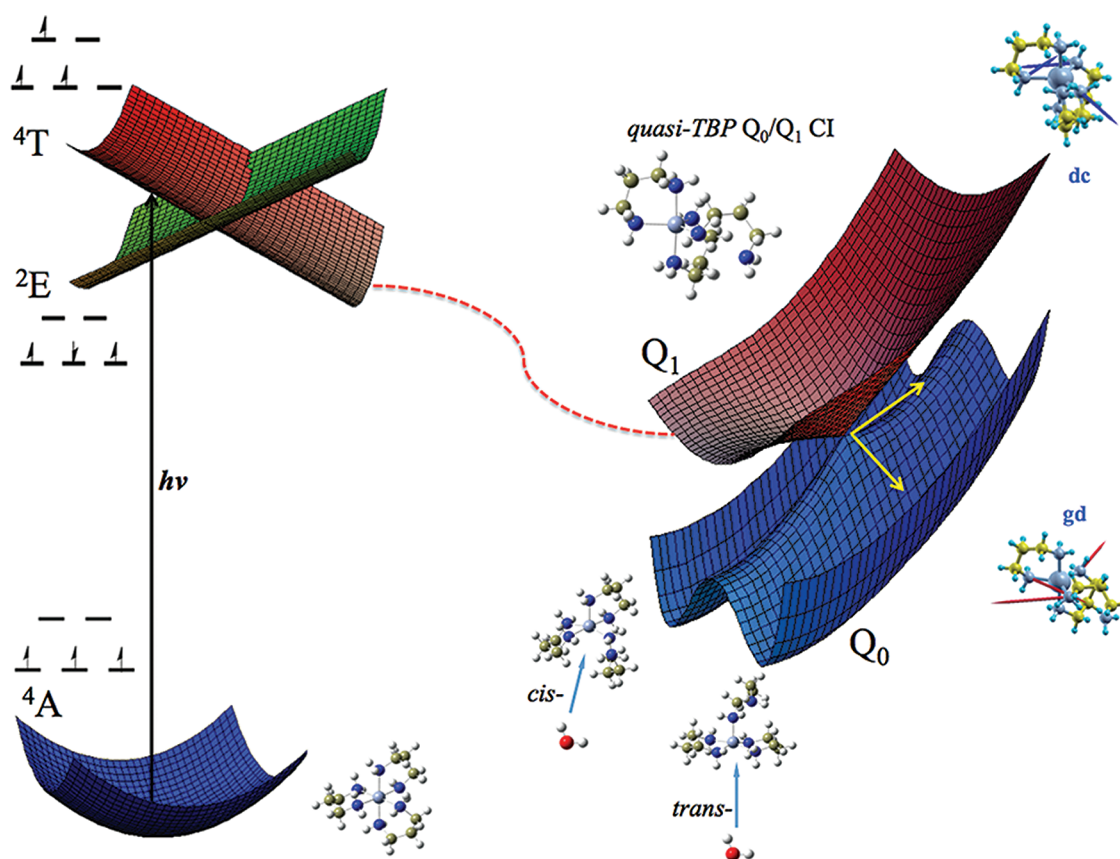 ⁴T
²E
hν
⁴A
quasi-TBP Q₀/Q₁ CI
dc
Q₁
gd
Q₀
cis-
trans-